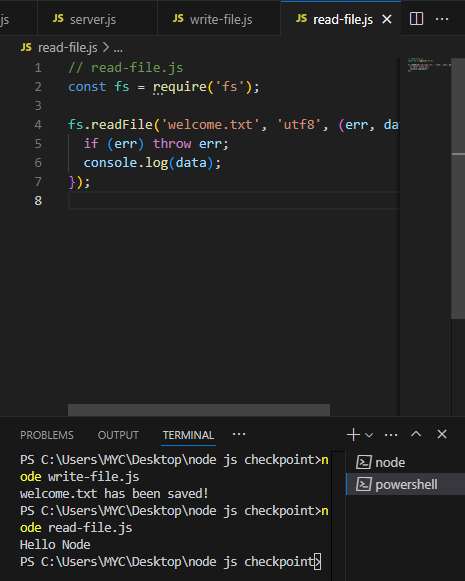 js
JS server.js
JS write-file.js
JS read-file.js
JS read-file.js > ...
1 // read-file.js
2 const fs = require('fs');
3
4 fs.readFile('welcome.txt', 'utf8', (err, da
5 if (err) throw err;
6 console.log(data);
7 });
8
PROBLEMS OUTPUT TERMINAL
PS C:\Users\MYC\Desktop\node js checkpoint>n
ode write-file.js
welcome.txt has been saved!
PS C:\Users\MYC\Desktop\node js checkpoint>n
ode read-file.js
Hello Node
PS C:\Users\MYC\Desktop\node js checkpoint>
node
powershell